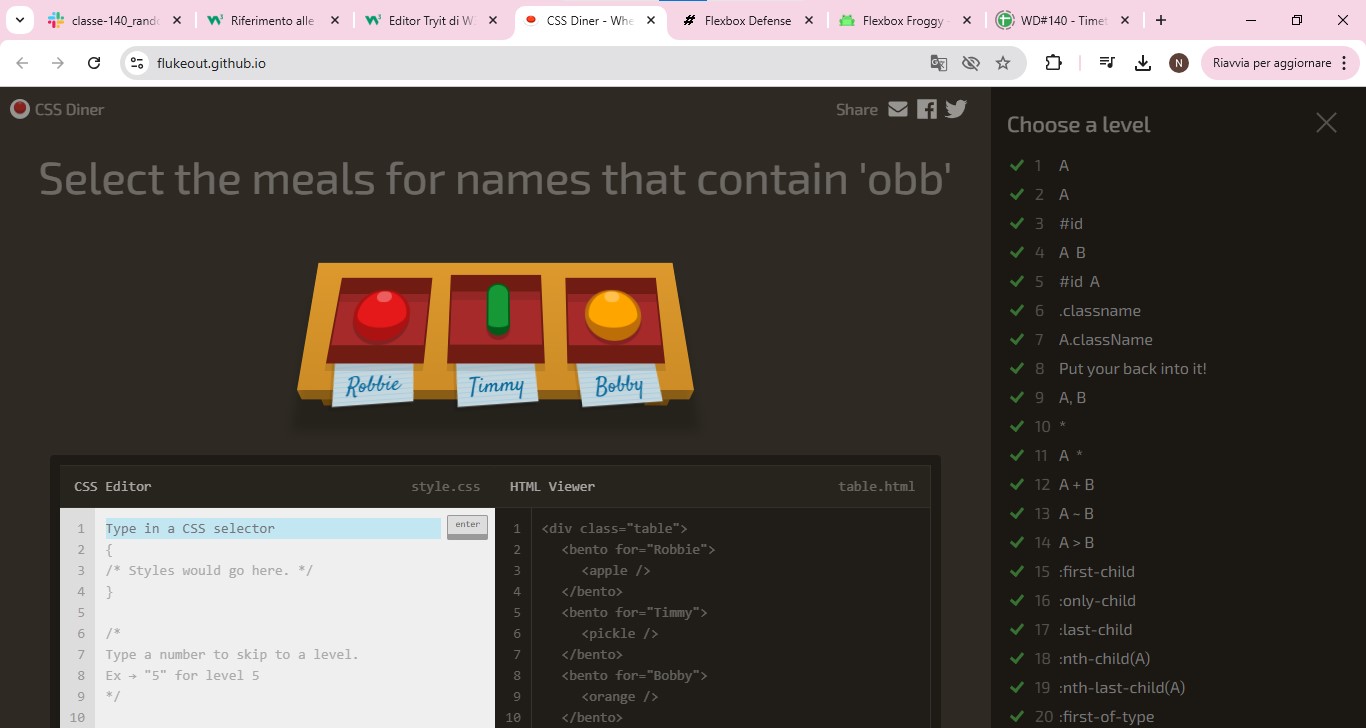 classe-140_rand
Riferimento alle
Editor Tryit di W
CSS Diner - Whe
Flexbox Defense
Flexbox Froggy
WD#140 - Timet
flukeout.github.io
N
Riavvia per aggiornare
CSS Diner
Share
Select the meals for names that contain 'obb'
Robbie
Timmy
Bobby
CSS Editor
style.css
1 Type in a CSS selector
enter
2 {
3 /* Styles would go here. */
4 }
5
6 /*
7 Type a number to skip to a level.
8 Ex → "5" for level 5
9 */
10
HTML Viewer
table.html
1 <div class="table">
2 <bento for="Robbie">
3 <apple />
4 </bento>
5 <bento for="Timmy">
6 <pickle />
7 </bento>
8 <bento for="Bobby">
9 <orange />
10 </bento>
Choose a level
1 A
2 A
3 #id
4 A B
5 #id A
6 .classname
7 A.className
8 Put your back into it!
9 A, B
10 *
11 A *
12 A + B
13 A ~ B
14 A > B
15 :first-child
16 :only-child
17 :last-child
18 :nth-child(A)
19 :nth-last-child(A)
20 :first-of-type